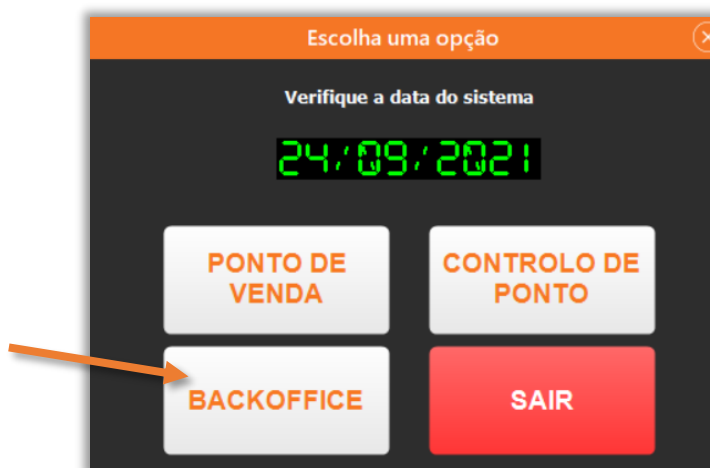 Escolha uma opção
Verifique a data do sistema
24/09/2021
PONTO DE
VENDA
CONTROLO DE
PONTO
BACKOFFICE
SAIR